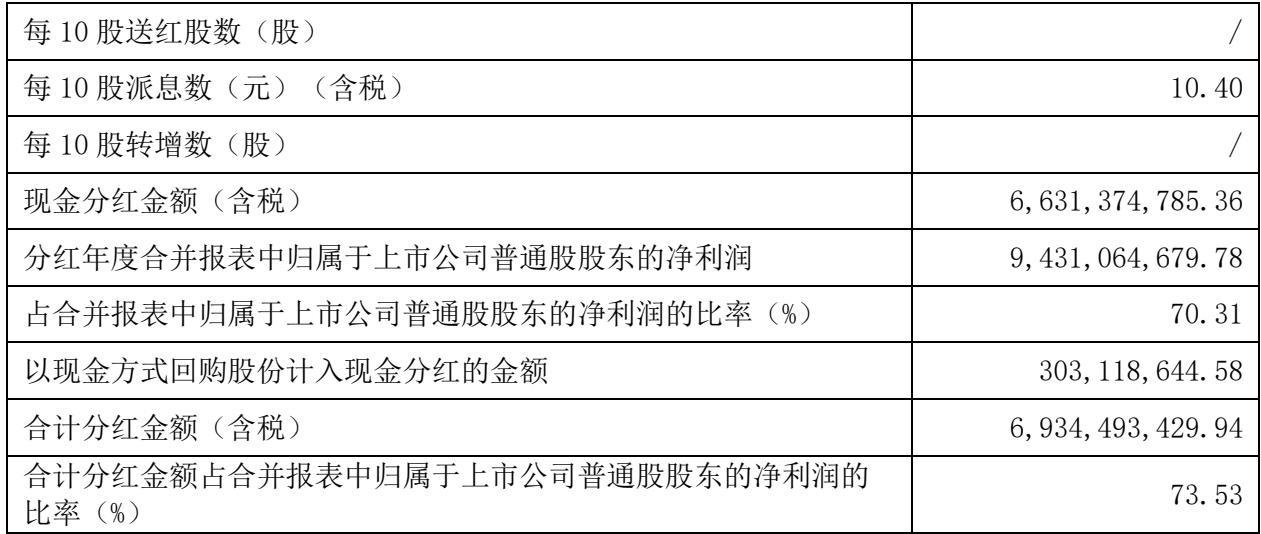 每 10 股送红股数（股） /
每 10 股派息数（元）（含税） 10.40
每 10 股转增数（股） /
现金分红金额（含税） 6,631,374,785.36
分红年度合并报表中归属于上市公司普通股股东的净利润 9,431,064,679.78
占合并报表中归属于上市公司普通股股东的净利润的比率（%） 70.31
以现金方式回购股份计入现金分红的金额 303,118,644.58
合计分红金额（含税） 6,934,493,429.94
合计分红金额占合并报表中归属于上市公司普通股股东的净利润的
比率（%） 73.53